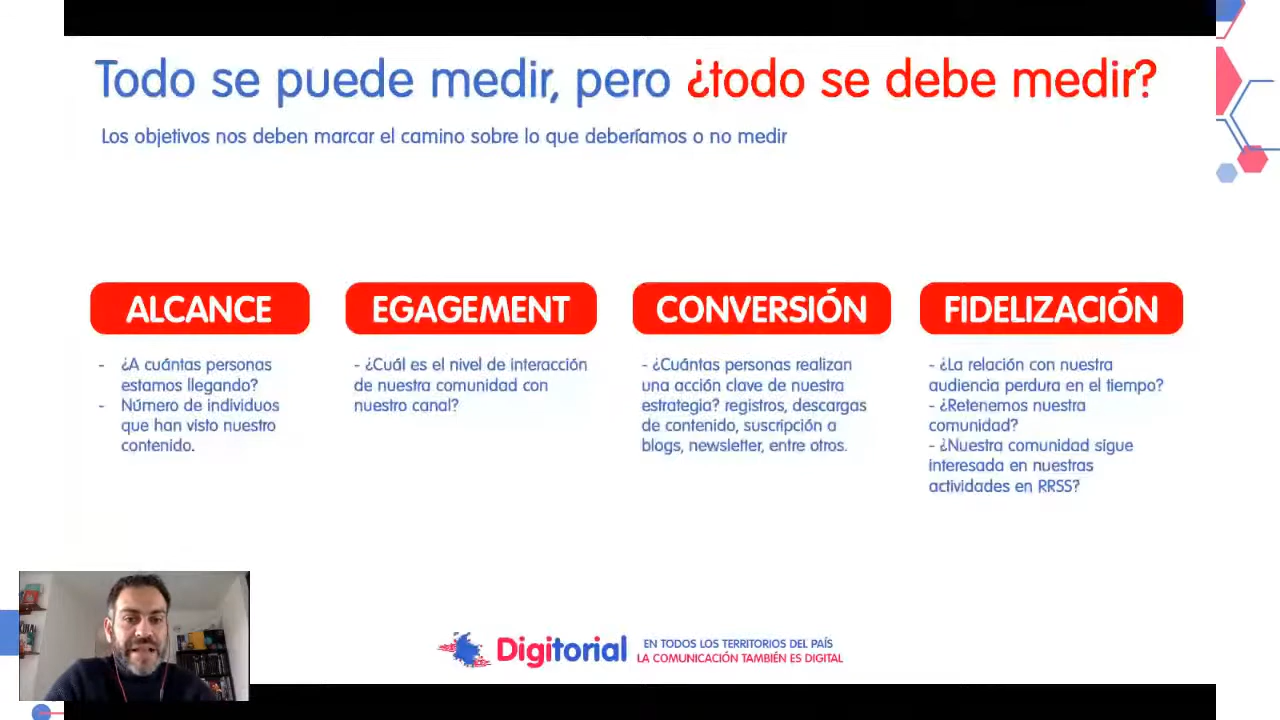 Todo se puede medir, pero ¿todo se debe medir?
Los objetivos nos deben marcar el camino sobre lo que deberíamos o no medir
ALCANCE
- ¿A cuántas personas
estamos llegando?
- Número de individuos
que han visto nuestro
contenido.
EGAGEMENT
- ¿Cuál es el nivel de interacción
de nuestra comunidad con
nuestro canal?
CONVERSIÓN
- ¿Cuántas personas realizan
una acción clave de nuestra
estrategia? registros, descargas
de contenido, suscripción a
blogs, newsletter, entre otros.
FIDELIZACIÓN
- ¿La relación con nuestra
audiencia perdura en el tiempo?
- ¿Retenemos nuestra
comunidad?
- ¿Nuestra comunidad sigue
interesada en nuestras
actividades en RRSS?
Digitorial
EN TODOS LOS TERRITORIOS DEL PAÍS
LA COMUNICACIÓN TAMBIÉN ES DIGITAL